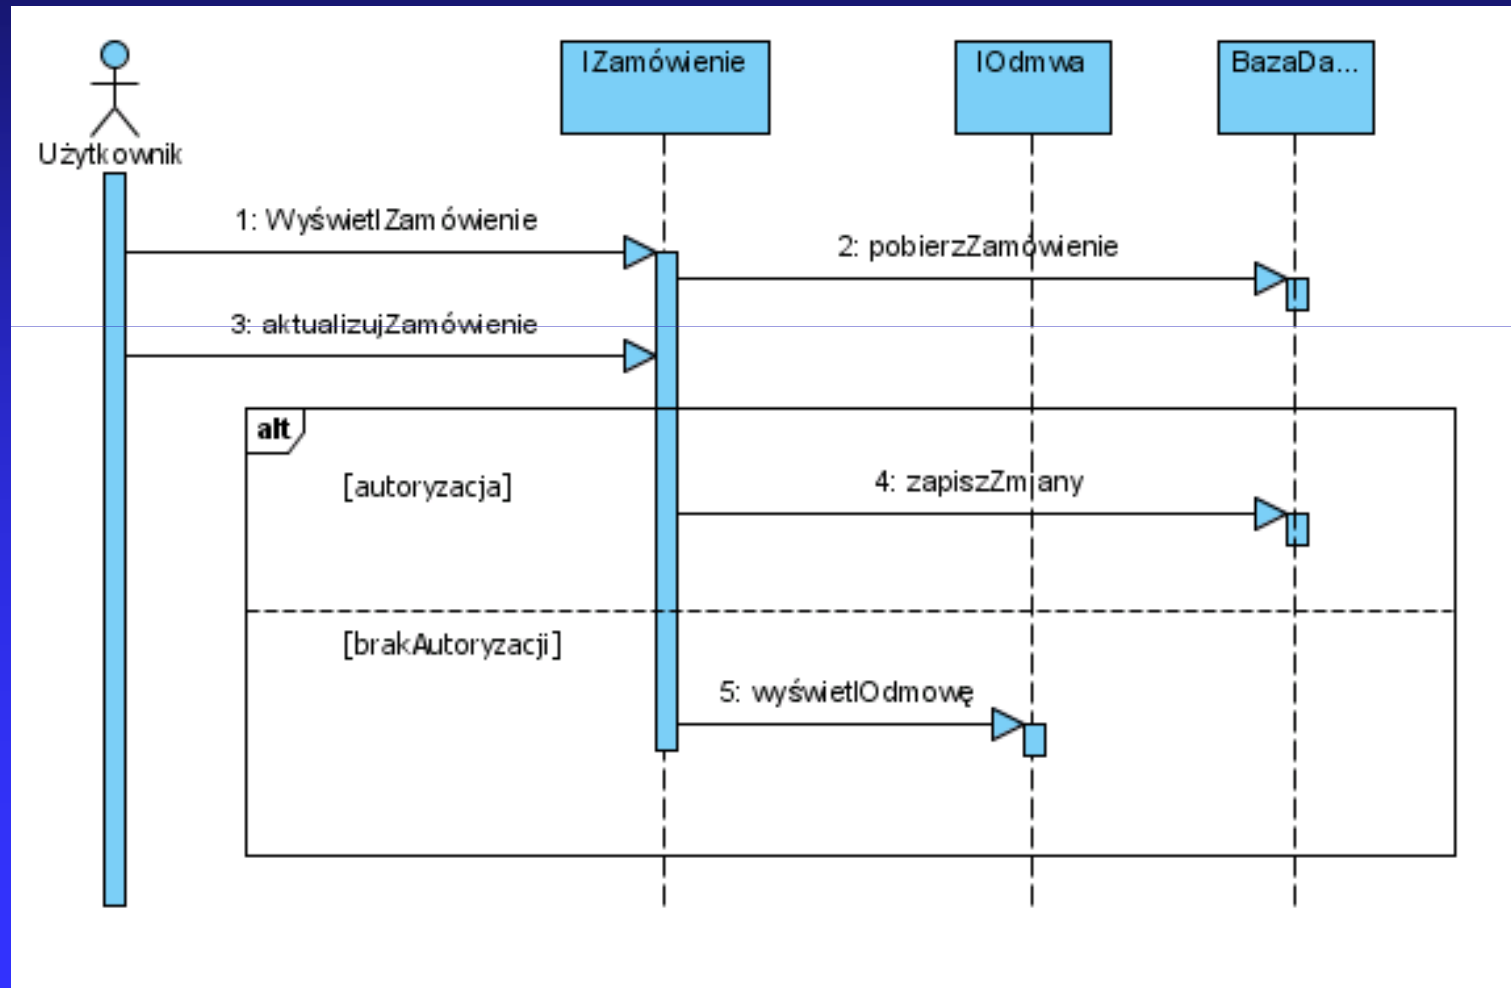 IZamówienie
IOdmwa
BazaDa...
Użytkownik
1: WyświetlZamówienie
2: pobierzZamówienie
3: aktualizujZamówienie
alt
[autoryzacja]
4: zapiszZmiany
[brakAutoryzacji]
5: wyświetlOdmowę